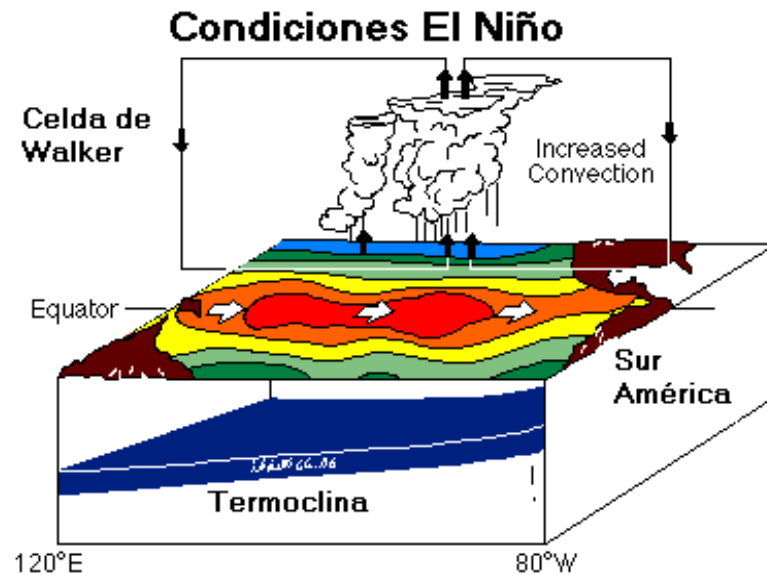 Condiciones El Niño
Celda de
Walker
Increased
Convection
Equator
Sur
América
Termoclina
120°E
80°W